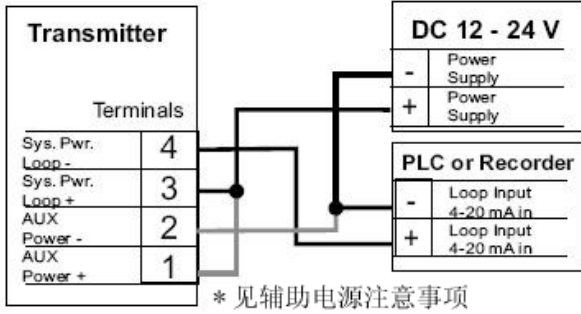 Transmitter
Terminals
Sys. Pwr.
Loop -
4
Sys. Pwr.
Loop +
3
AUX
Power -
2
AUX
Power +
1
DC 12 - 24 V
-
Power
Supply
+
Power
Supply
PLC or Recorder
-
Loop Input
4-20 mA in
+
Loop Input
4-20 mA in
* 见辅助电源注意事项